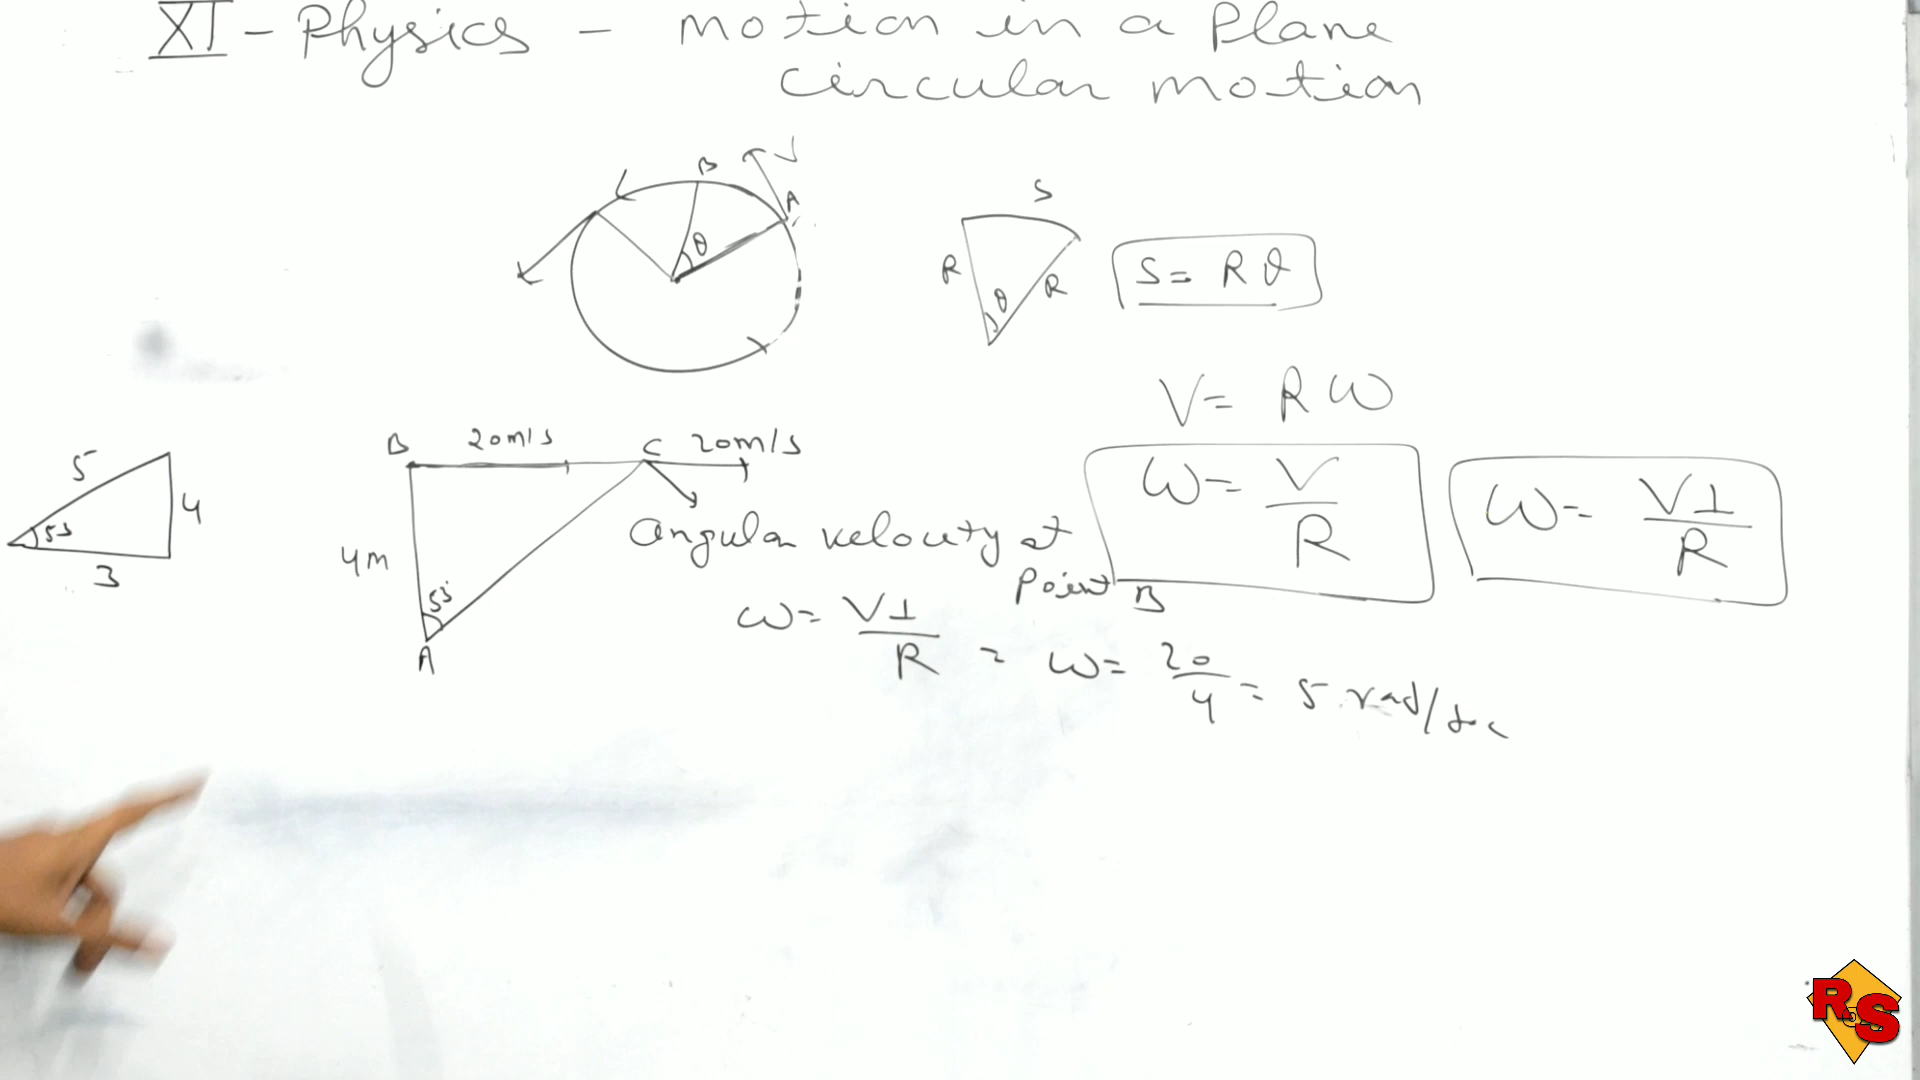 XI - Physics - motion in a Plane
circular motion
B
V
A
θ
S
R
θ
R
S = Rθ
V = Rω
5
53
4
3
B
20m/s
C
20m/s
4m
53°
A
ω = V/R
ω = V⊥/R
angular velocity at
Point B
ω = V⊥/R = ω = 20/4 = 5 rad/sec
RS